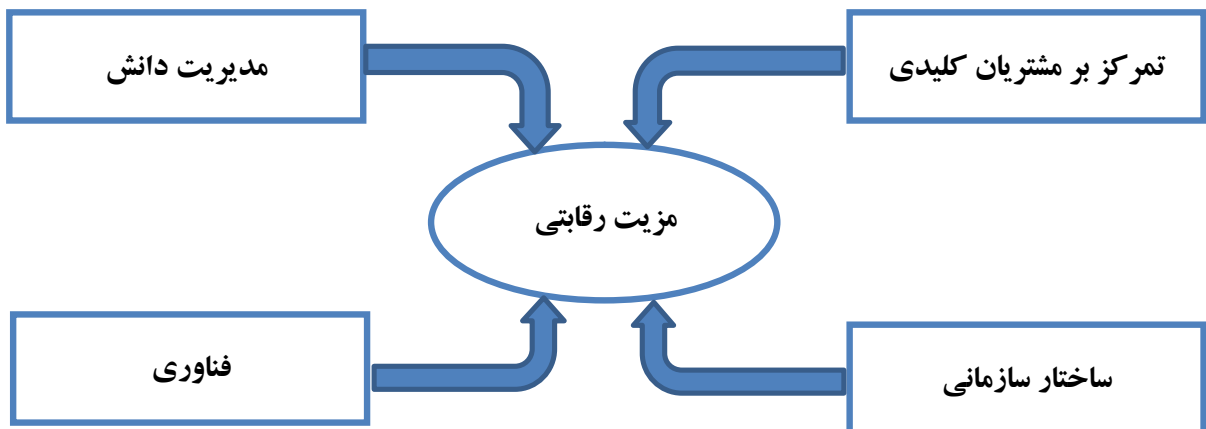 تمرکز بر مشتریان کلیدی
مدیریت دانش
مزیت رقابتی
ساختار سازمانی
فناوری